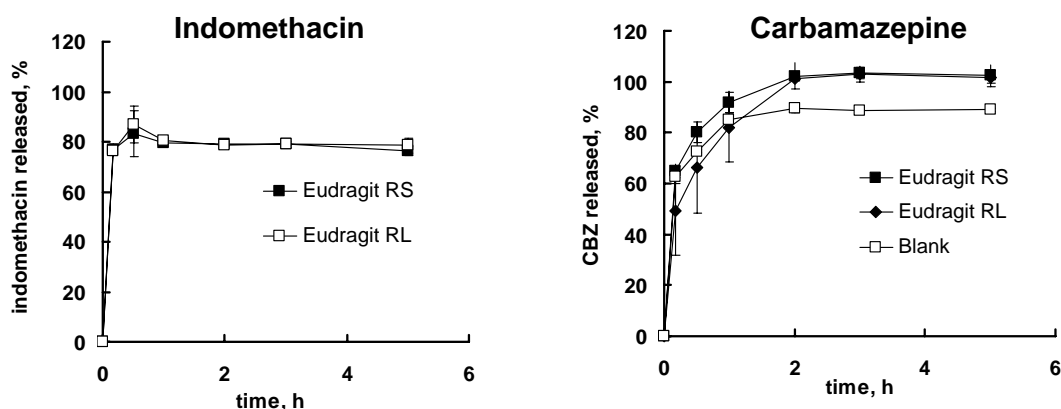 Indomethacin
indomethacin released, %
120
100
80
60
40
20
0
Eudragit RS
Eudragit RL
0 2 4 6
time, h
Carbamazepine
CBZ released, %
120
100
80
60
40
20
0
Eudragit RS
Eudragit RL
Blank
0 2 4 6
time, h